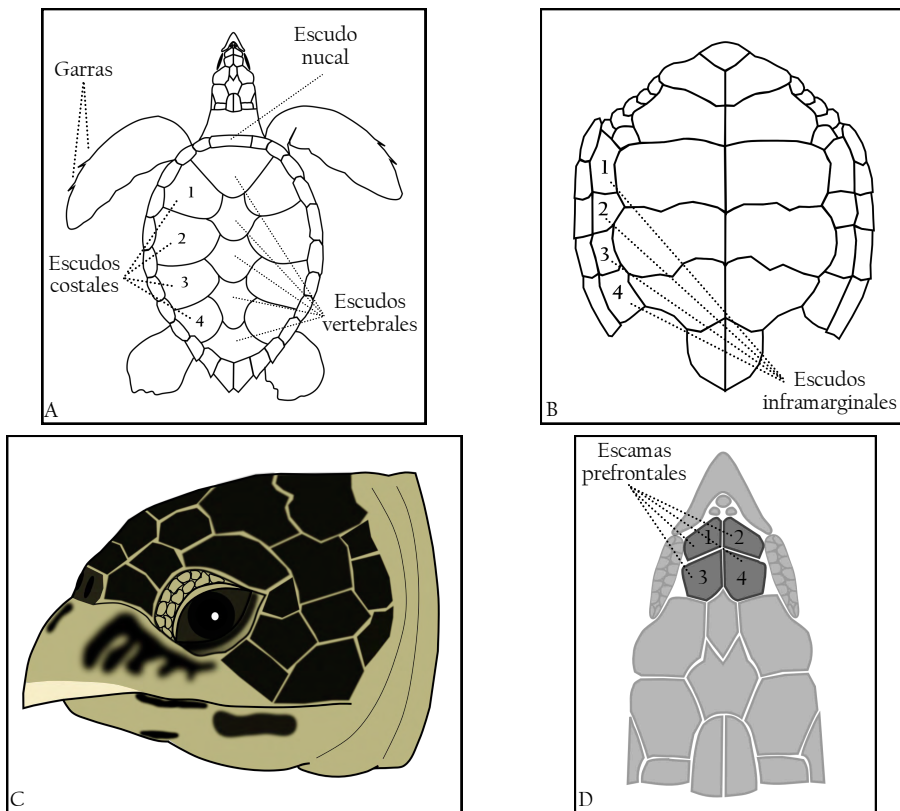 Escudo
nucal
Garras
1
2
3
4
Escudos
costales
Escudos
vertebrales
A
1
2
3
4
Escudos
inframarginales
B
C
Escamas
prefrontales
1 2
3 4
D